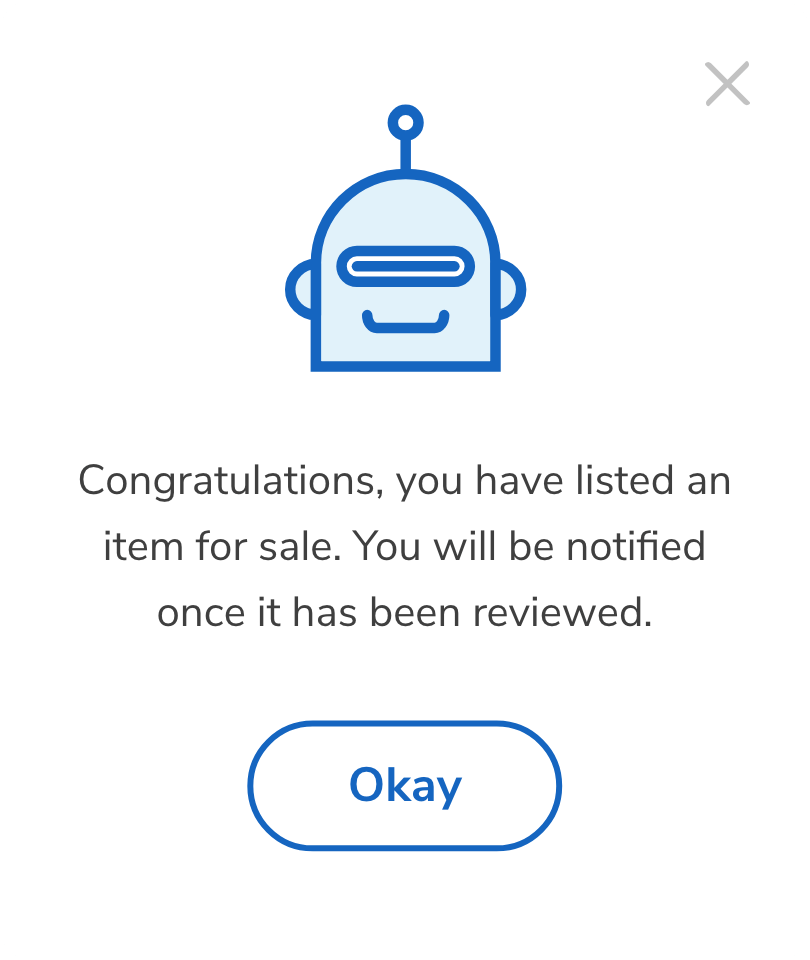 Congratulations, you have listed an
item for sale. You will be notified
once it has been reviewed.
Okay